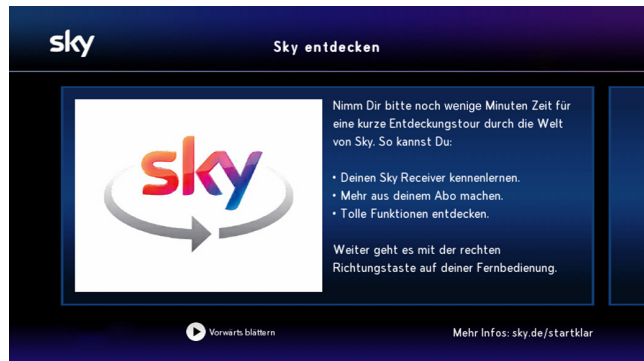 sky
Sky entdecken
sky
Nimm Dir bitte noch wenige Minuten Zeit für
eine kurze Entdeckungstour durch die Welt
von Sky. So kannst Du:
• Deinen Sky Receiver kennenlernen.
• Mehr aus deinem Abo machen.
• Tolle Funktionen entdecken.
Weiter geht es mit der rechten
Richtungstaste auf deiner Fernbedienung.
Vorwärts blättern
Mehr Infos: sky.de/startklar